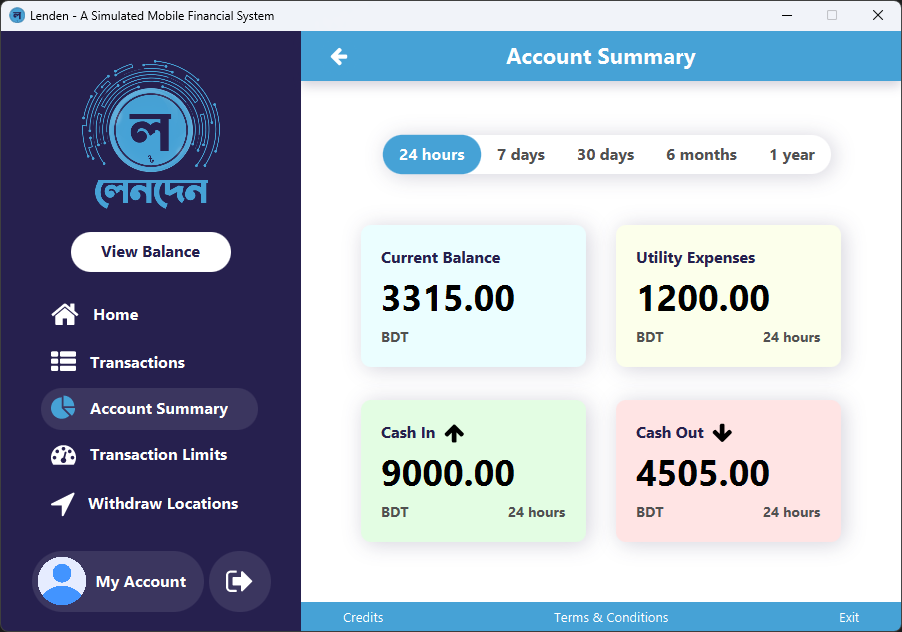 Lenden - A Simulated Mobile Financial System
ল
৳
লেনদেন
View Balance
Home
Transactions
Account Summary
Transaction Limits
Withdraw Locations
My Account
Account Summary
24 hours 7 days 30 days 6 months 1 year
Current Balance
3315.00
BDT
Utility Expenses
1200.00
BDT 24 hours
Cash In
9000.00
BDT 24 hours
Cash Out
4505.00
BDT 24 hours
Credits Terms & Conditions Exit